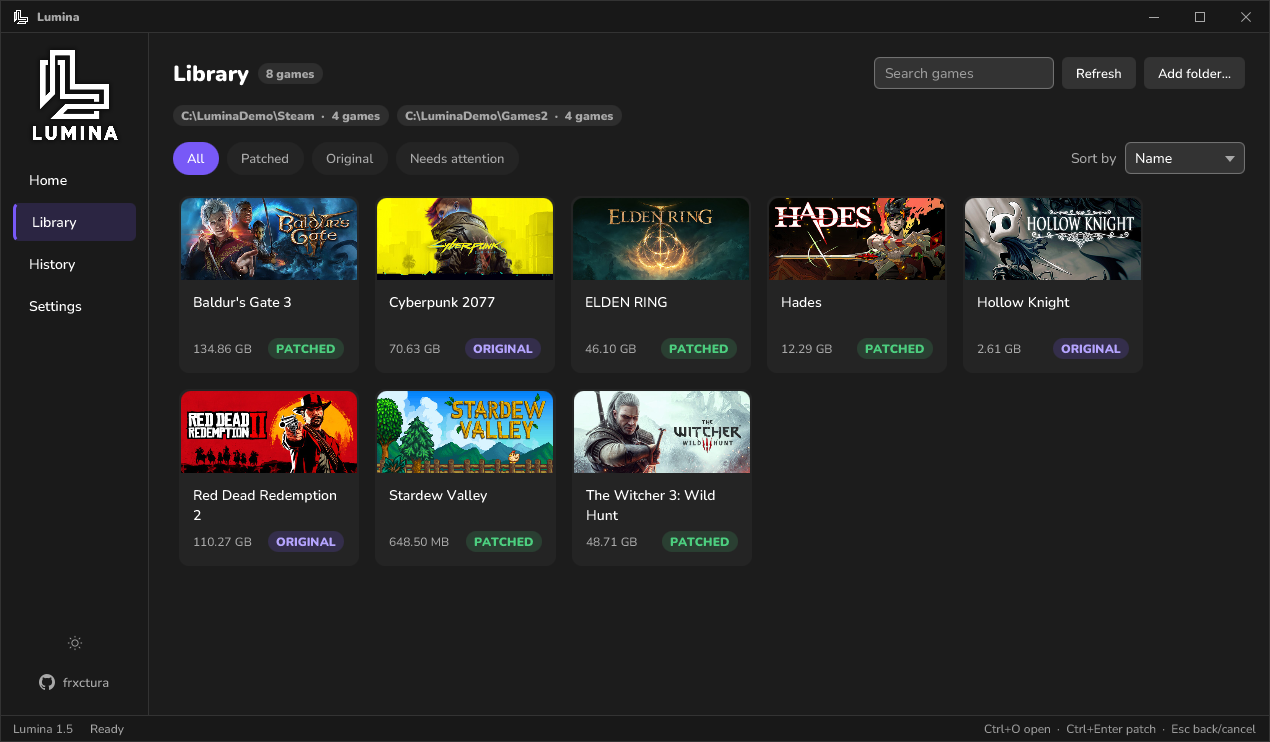 Lumina
LUMINA
Home
Library
History
Settings
frxctura
Library 8 games
Search games
Refresh
Add folder...
C:\LuminaDemo\Steam · 4 games
C:\LuminaDemo\Games2 · 4 games
All
Patched
Original
Needs attention
Sort by Name
BALDUR'S
GATE
Baldur's Gate 3
134.86 GB PATCHED
CYBERPUNK
Cyberpunk 2077
70.63 GB ORIGINAL
ELDEN RING
ELDEN RING
46.10 GB PATCHED
HADES
Hades
12.29 GB PATCHED
HOLLOW KNIGHT
Hollow Knight
2.61 GB ORIGINAL
RED DEAD
REDEMPTION II
Red Dead Redemption
2
110.27 GB ORIGINAL
STARDEW
VALLEY
Stardew Valley
648.50 MB PATCHED
THE
WITCHER
WILD HUNT
The Witcher 3: Wild
Hunt
48.71 GB PATCHED
Lumina 1.5 Ready
Ctrl+O open · Ctrl+Enter patch · Esc back/cancel